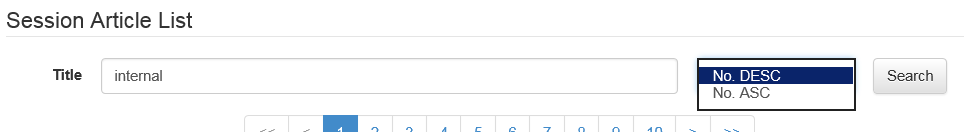 Session Article List
Title internal No. DESC Search
No. ASC
<< < 1 2 3 4 5 6 7 8 9 10 > >>